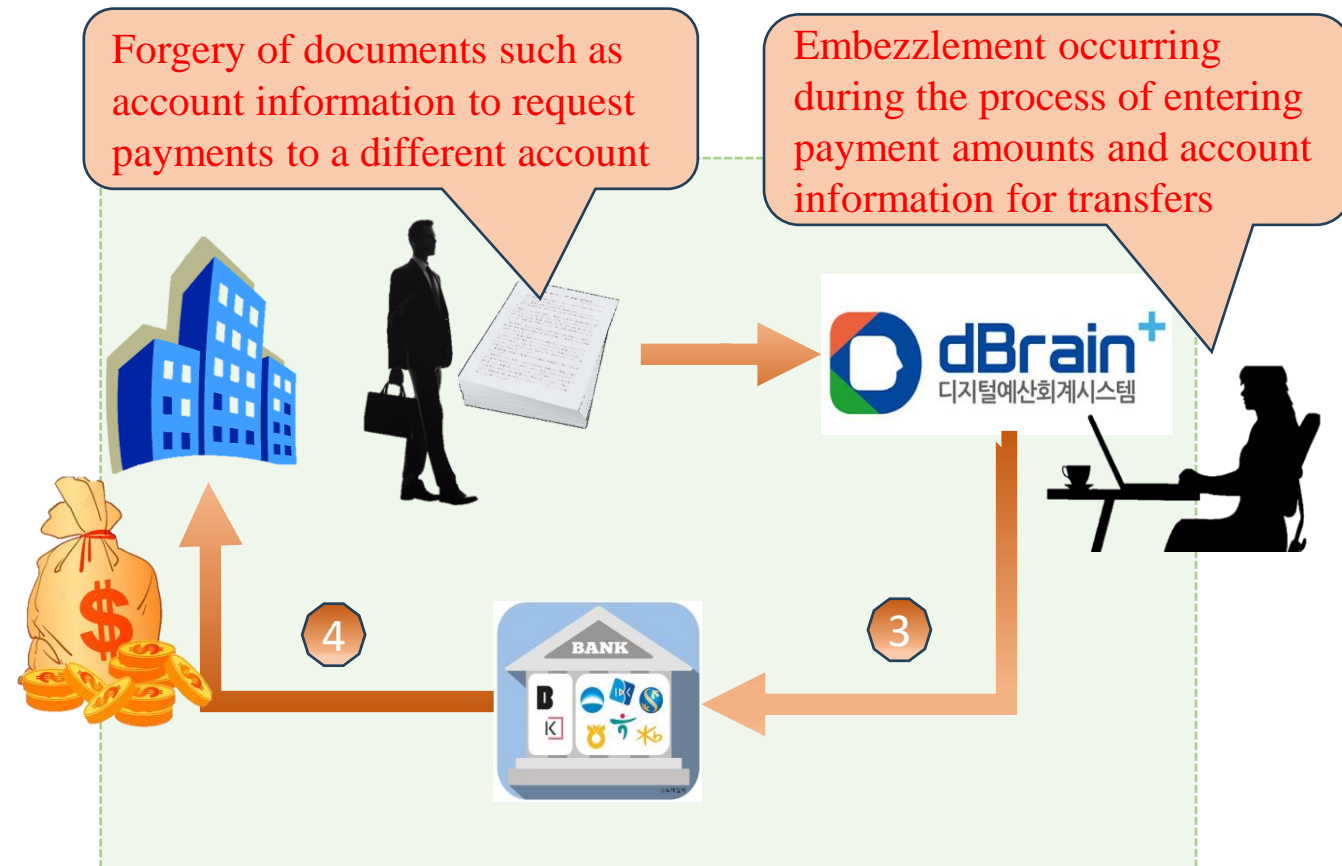 Forgery of documents such as
account information to request
payments to a different account
Embezzlement occurring
during the process of entering
payment amounts and account
information for transfers
dBrain+
디지털예산회계시스템
4
3
BANK
B
K
IBK
Kb